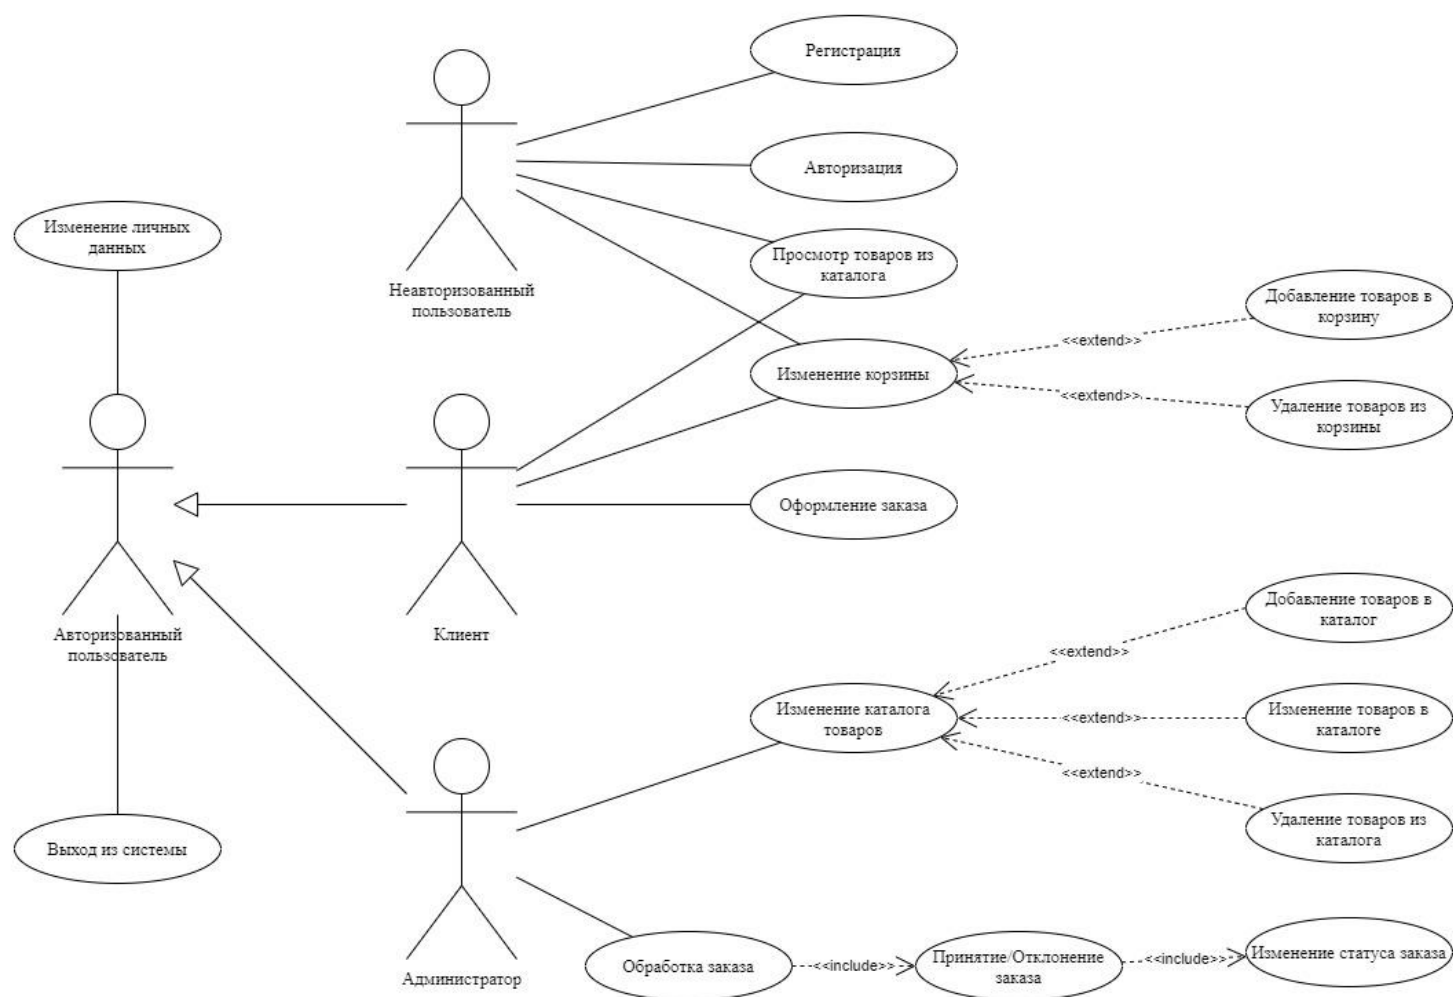 Регистрация
Авторизация
Изменение личных
данных
Просмотр товаров из
каталога
Неавторизованный
пользователь
Добавление товаров в
корзину
<<extend>>
Изменение корзины
<<extend>>
Удаление товаров из
корзины
Оформление заказа
Авторизованный
пользователь
Клиент
Добавление товаров в
каталог
<<extend>>
Изменение каталога
товаров
<<extend>>
Изменение товаров в
каталоге
<<extend>>
Удаление товаров из
каталога
Выход из системы
Администратор
Обработка заказа
<<include>>
Принятие/Отклонение
заказа
<<include>>
Изменение статуса заказа